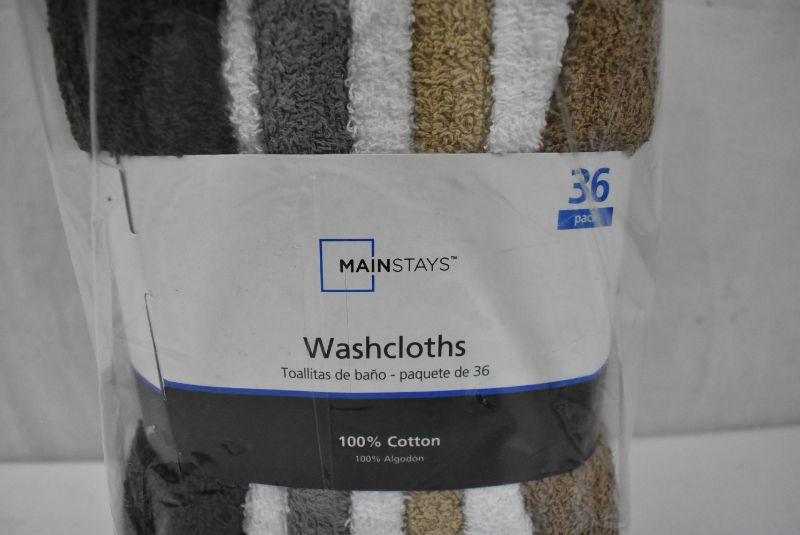 36
pack
MAINSTAYS™
Washcloths
Toallitas de baño - paquete de 36
100% Cotton
100% Algodón